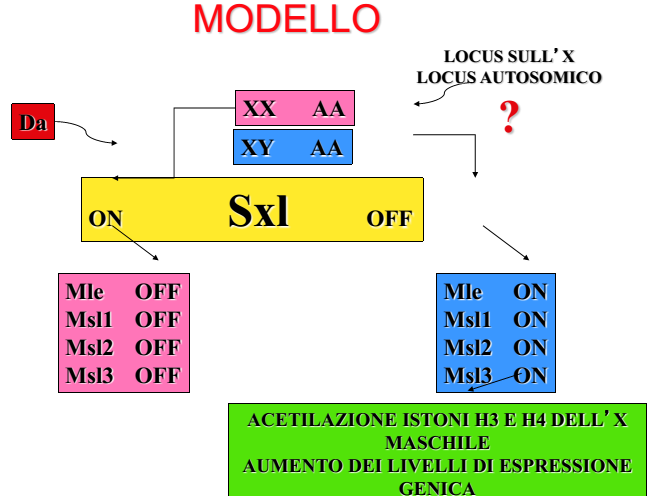 MODELLO
LOCUS SULL’X
LOCUS AUTOSOMICO
?
Da
XX AA
XY AA
ON Sxl OFF
Mle OFF
Msl1 OFF
Msl2 OFF
Msl3 OFF
Mle ON
Msl1 ON
Msl2 ON
Msl3 ON
ACETILAZIONE ISTONI H3 E H4 DELL’X
MASCHILE
AUMENTO DEI LIVELLI DI ESPRESSIONE
GENICA